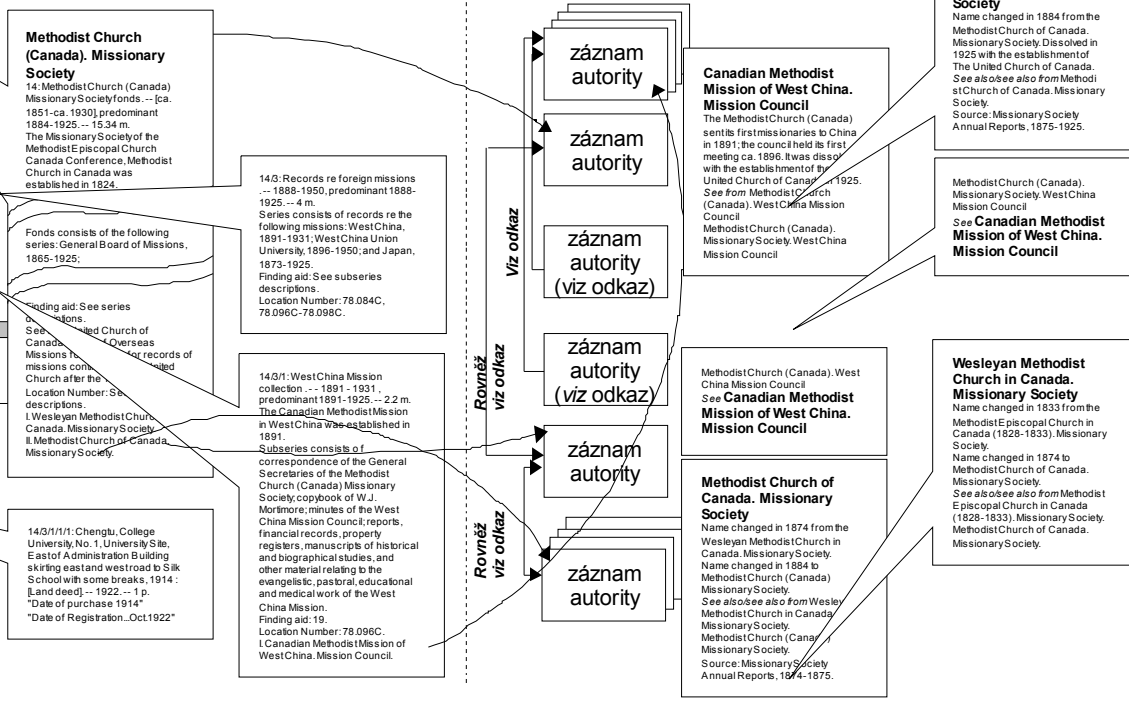 Methodist Church
(Canada). Missionary
Society
14: Methodist Church (Canada)
Missionary Society fonds. -- [ca.
1851-ca. 1930], predominant
1884-1925. -- 15.34 m.
The Missionary Society of the
Methodist Episcopal Church
Canada Conference, Methodist
Church in Canada was
established in 1824.
Fonds consists of the following
series: General Board of Missions,
1865-1925;
Finding aid: See series
descriptions.
See United Church of
Canada of Overseas
Missions for records of
missions
Church after the
Location Number: See
descriptions.
I. Wesleyan Methodist Church
Canada. Missionary Society
II. Methodist Church of Canada.
Missionary Society.
14/3/1/1/1: Chengtu, College
University, No. 1, University Site,
East of Administration Building
skirting east and west road to Silk
School with some breaks, 1914 :
[Land deed]. -- 1922. -- 1 p.
"Date of purchase 1914"
"Date of Registration...Oct.1922"
14/3: Records re foreign missions
.-- 1888-1950, predominant 1888-
1925. -- 4 m.
Series consists of records re the
following missions: West China,
1891-1931; West China Union
University, 1896-1950; and Japan,
1873-1925.
Finding aid: See subseries
descriptions.
Location Number: 78.084C,
78.096C-78.098C.
14/3/1: West China Mission
collection . -- 1891 - 1931 ,
predominant 1891-1925. -- 2.2 m.
The Canadian Methodist Mission
in West China was established in
1891.
Subseries consists of
correspondence of the General
Secretaries of the Methodist
Church (Canada) Missionary
Society; copybook of W.J.
Mortimore; minutes of the West
China Mission Council; reports,
financial records, property
registers, manuscripts of historical
and biographical studies, and
other material relating to the
evangelistic, pastoral, educational
and medical work of the West
China Mission.
Finding aid: 19.
Location Number: 78.096C.
I. Canadian Methodist Mission of
West China. Mission Council.
Viz odkaz
Rovněž
viz odkaz
Rovněž
viz odkaz
záznam
autority
záznam
autority
záznam
autority
(viz odkaz)
záznam
autority
(viz odkaz)
záznam
autority
záznam
autority
Canadian Methodist
Mission of West China.
Mission Council
The Methodist Church (Canada)
sent its first missionaries to China
in 1891; the council held its first
meeting ca. 1896. It was
with the establishment of the
United Church of Canada in 1925.
See from Methodist Church
(Canada). West China Mission
Council
Methodist Church (Canada).
Missionary Society. West China
Mission Council
Methodist Church (Canada). West
China Mission Council
See Canadian Methodist
Mission of West China.
Mission Council
Methodist Church of
Canada. Missionary
Society
Name changed in 1874 from the
Wesleyan Methodist Church in
Canada. Missionary Society.
Name changed in 1884 to
Methodist Church (Canada)
Missionary Society.
See also/see also from Wesley
Methodist Church in Canada
Missionary Society.
Methodist Church (Canada)
Missionary Society.
Source: Missionary Society
Annual Reports, 1874-1875.
Society
Name changed in 1884 from the
Methodist Church of Canada.
Missionary Society. Dissolved in
1925 with the establishment of
The United Church of Canada.
See also/see also from Methodi
st Church of Canada. Missionary
Society.
Source: Missionary Society
Annual Reports, 1875-1925.
Methodist Church (Canada).
Missionary Society. West China
Mission Council
See Canadian Methodist
Mission of West China.
Mission Council
Wesleyan Methodist
Church in Canada.
Missionary Society
Name changed in 1833 from the
Methodist Episcopal Church in
Canada (1828-1833). Missionary
Society.
Name changed in 1874 to
Methodist Church of Canada.
Missionary Society.
See also/see also from Methodist
Episcopal Church in Canada
(1828-1833). Missionary Society.
Methodist Church of Canada.
Missionary Society.